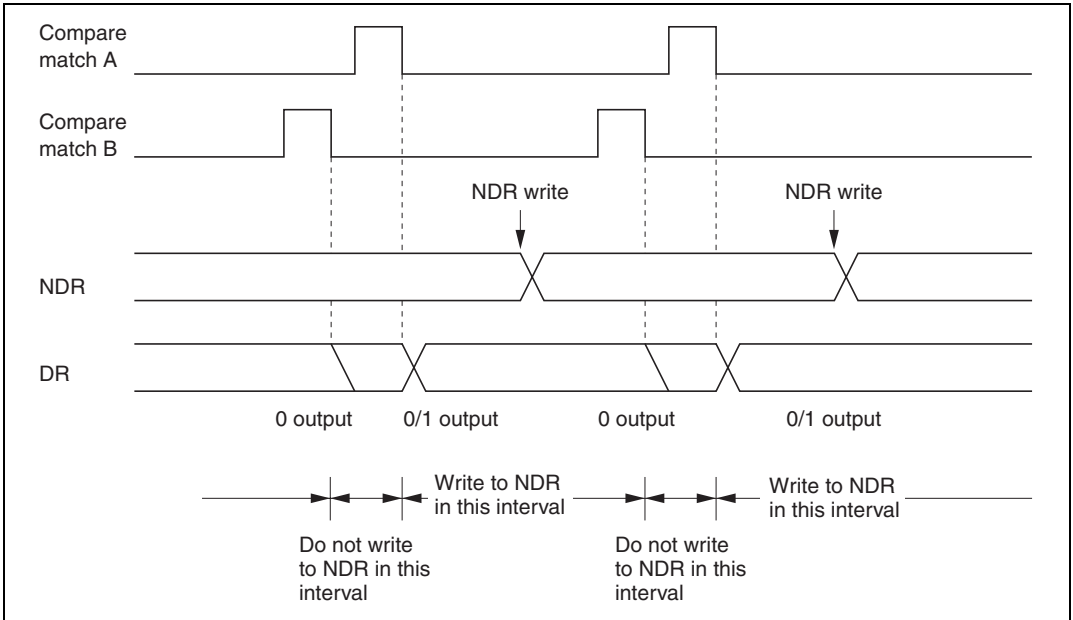 Compare
match A
Compare
match B
NDR write
NDR write
NDR
DR
0 output
0/1 output
0 output
0/1 output
Write to NDR
in this interval
Write to NDR
in this interval
Do not write
to NDR in this
interval
Do not write
to NDR in this
interval